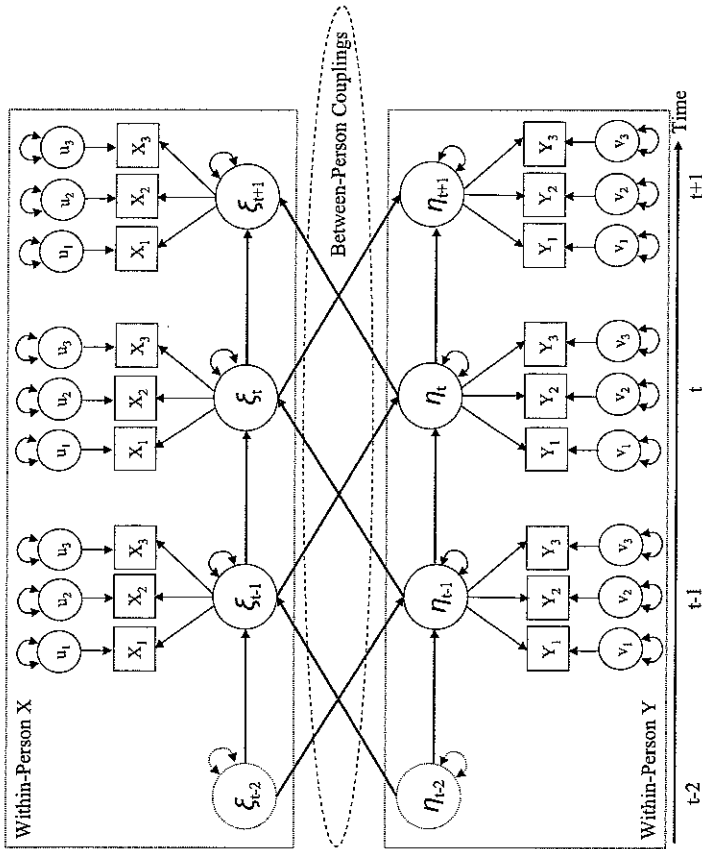 Within-Person X
u₁ u₂ u₃ u₁ u₂ u₃ u₁ u₂ u₃
X₁ X₂ X₃ X₁ X₂ X₃ X₁ X₂ X₃
ξt-2 ξt-1 ξt ξt+1
Between-Person Couplings
ηt-2 ηt-1 ηt ηt+1
Y₁ Y₂ Y₃ Y₁ Y₂ Y₃ Y₁ Y₂ Y₃
v₁ v₂ v₃ v₁ v₂ v₃ v₁ v₂ v₃
Within-Person Y
Time
t-2 t-1 t t+1